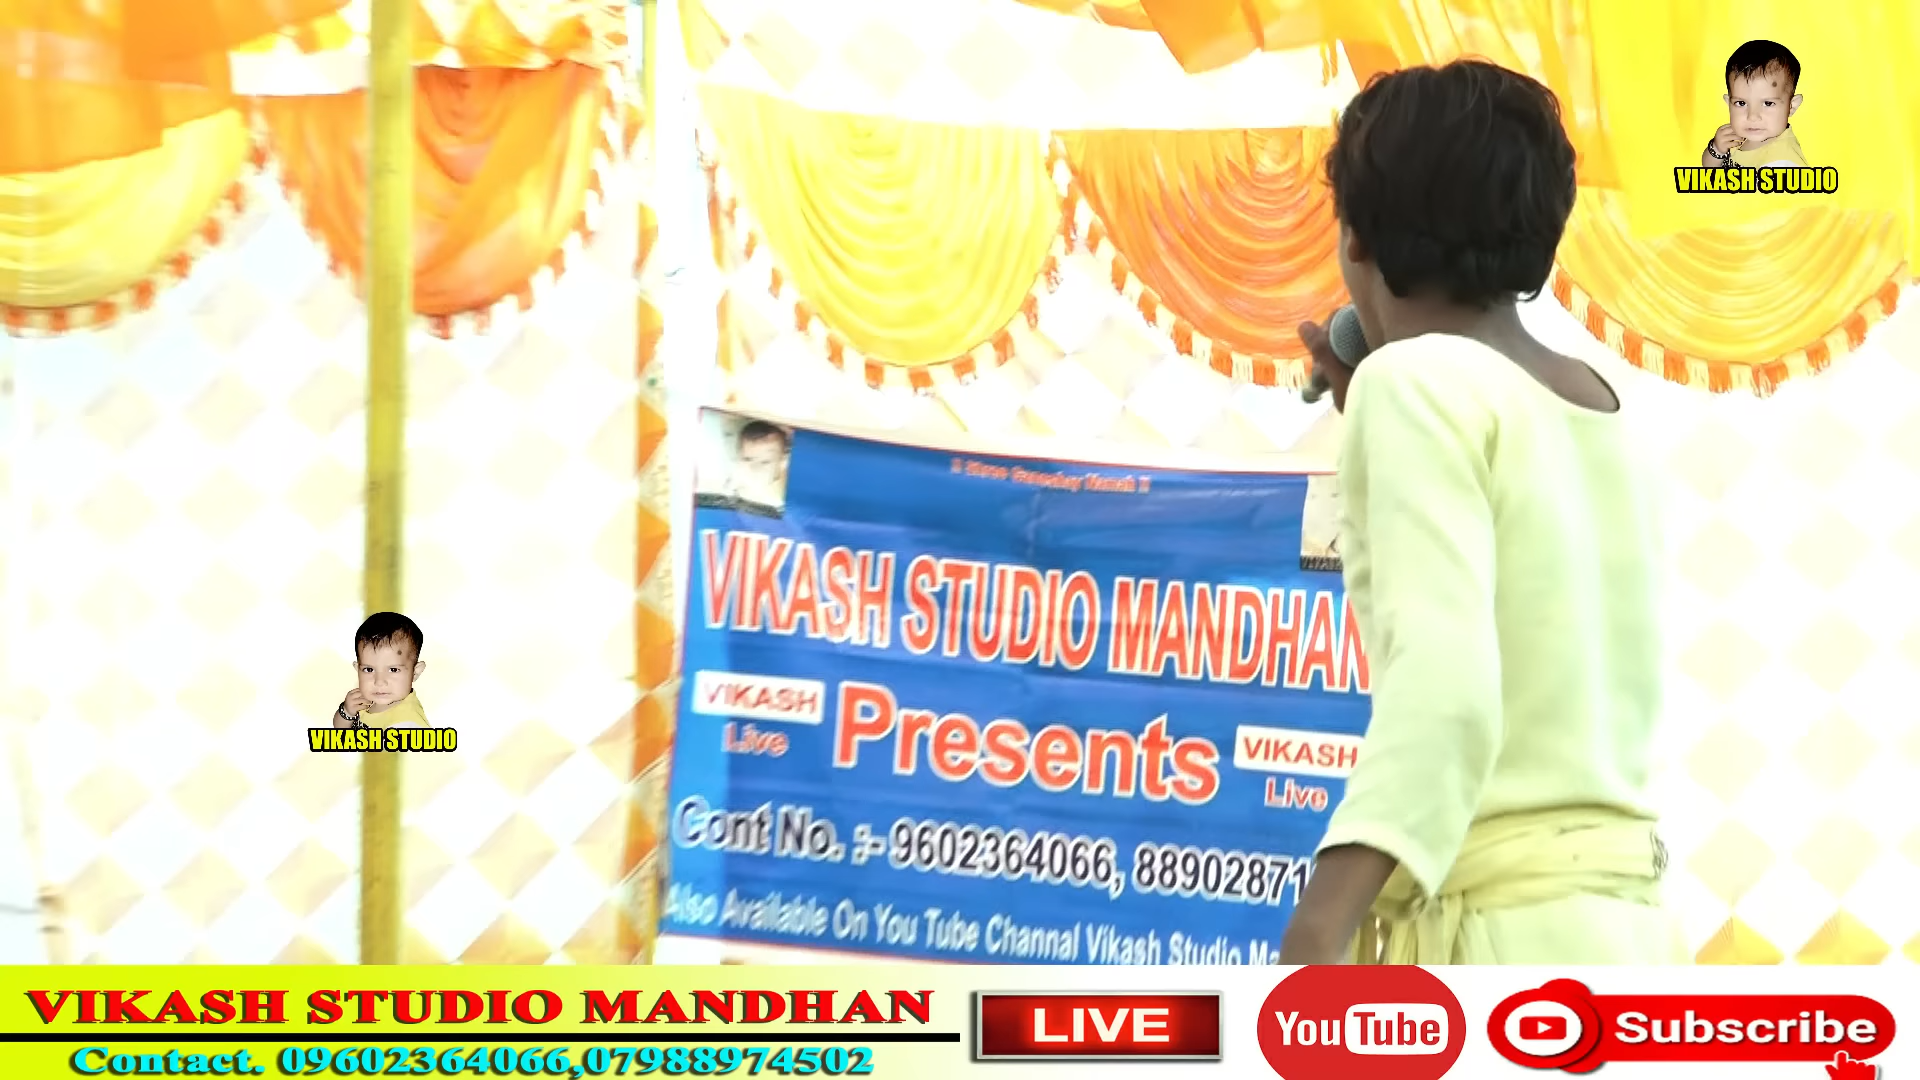 VIKASH STUDIO
VIKASH STUDIO MANDHAN
VIKASH
Live
Presents
VIKASH
Live
Cont No. :- 9602364066, 88902871
Also Available On You Tube Channal Vikash Studio
VIKASH STUDIO
VIKASH STUDIO MANDHAN
Contact. 09602364066,07988974502
LIVE
YouTube
Subscribe